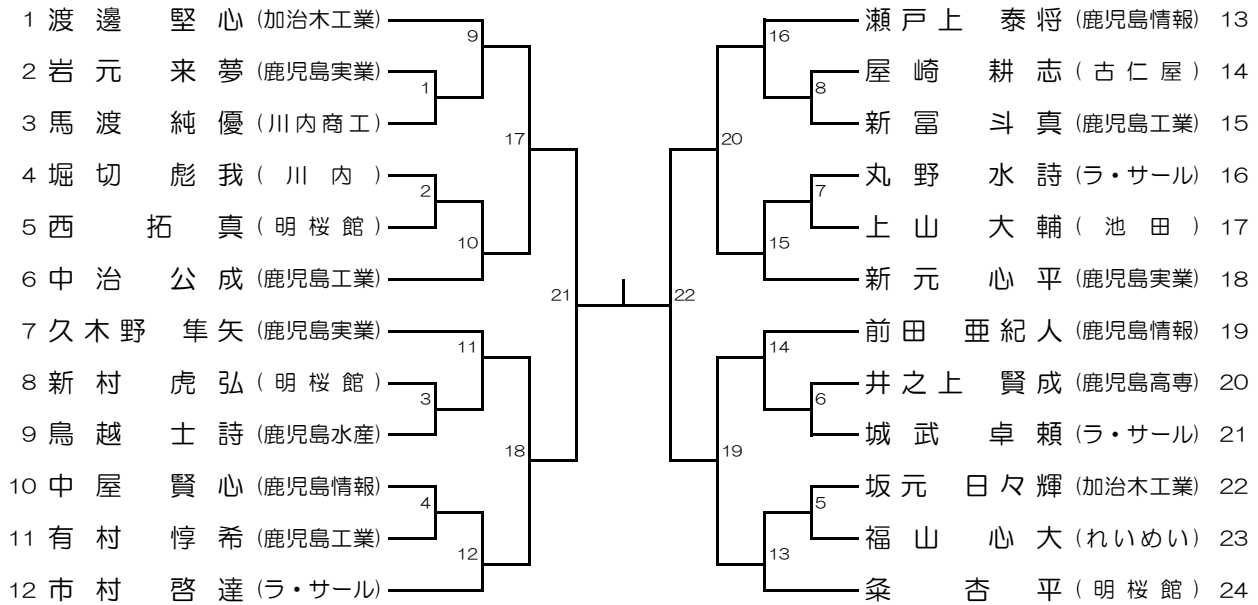 1 渡邊 堅心 (加治木工業)
2 岩元 来夢 (鹿児島実業)
3 馬渡 純優 (川内商工)
4 堀切 彪我 (川内)
5 西 拓真 (明桜館)
6 中治 公成 (鹿児島工業)
7 久木野 隼矢 (鹿児島実業)
8 新村 虎弘 (明桜館)
9 鳥越 士詩 (鹿児島水産)
10 中屋 賢心 (鹿児島情報)
11 有村 惇希 (鹿児島工業)
12 市村 啓達 (ラ・サール)
9
1
17
2
10
21
11
3
18
4
12
16
8
20
7
15
22
14
6
19
5
13
瀬戸上 泰将 (鹿児島情報) 13
屋崎 耕志 (古仁屋) 14
新冨 斗真 (鹿児島工業) 15
丸野 水詩 (ラ・サール) 16
上山 大輔 (池田) 17
新元 心平 (鹿児島実業) 18
前田 亜紀人 (鹿児島情報) 19
井之上 賢成 (鹿児島高専) 20
城武 卓頼 (ラ・サール) 21
坂元 日々輝 (加治木工業) 22
福山 心大 (れいめい) 23
粂 杏平 (明桜館) 24